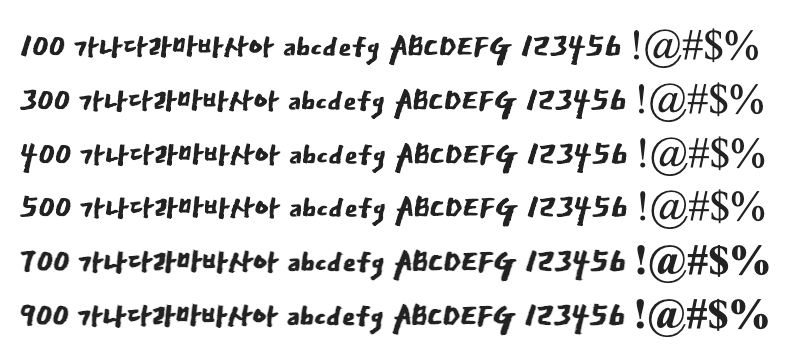 100 가나다라마바사아 abcdefg ABCDEFG 123456 !@#$%
300 가나다라마바사아 abcdefg ABCDEFG 123456 !@#$%
400 가나다라마바사아 abcdefg ABCDEFG 123456 !@#$%
500 가나다라마바사아 abcdefg ABCDEFG 123456 !@#$%
700 가나다라마바사아 abcdefg ABCDEFG 123456 !@#$%
900 가나다라마바사아 abcdefg ABCDEFG 123456 !@#$%